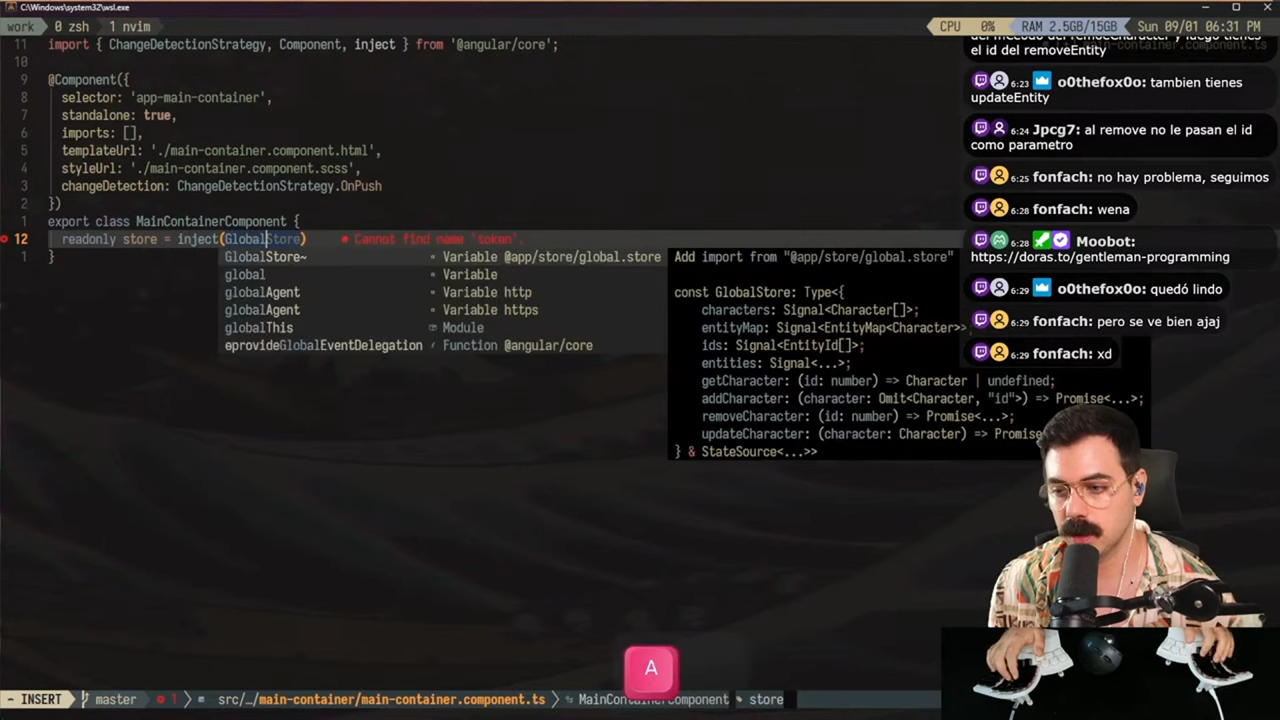 C:\Windows\system32\wsl.exe
work 0 zsh 1 nvim
CPU 0% RAM 2.5GB/15GB Sun 09/01 06:31 PM
11 import { ChangeDetectionStrategy, Component, inject } from '@angular/core';
10
9 @Component({
8 selector: 'app-main-container',
7 standalone: true,
6 imports: [],
5 templateUrl: './main-container.component.html',
4 styleUrl: './main-container.component.scss',
3 changeDetection: ChangeDetectionStrategy.OnPush
2 })
1 export class MainContainerComponent {
12 readonly store = inject(GlobalStore) Cannot find name 'token'.
1 }
GlobalStore~ Variable @app/store/global.store
global Variable
globalAgent Variable http
globalAgent Variable https
globalThis Module
eprovideGlobalEventDelegation Function @angular/core
Add import from "@app/store/global.store"
const GlobalStore: Type<{
characters: Signal<Character[]>;
entityMap: Signal<EntityMap<Character>>
ids: Signal<EntityId[]>;
entities: Signal<...>;
getCharacter: (id: number) => Character | undefined;
addCharacter: (character: Omit<Character, "id">) => Promise<...>;
removeCharacter: (id: number) => Promise<...>;
updateCharacter: (character: Character) => Promis
} & StateSource<...>>
el id del removeEntity
6:23 o0thefox0o: tambien tienes
updateEntity
6:24 Jpcg7: al remove no le pasan el id
como parametro
6:25 fonfach: no hay problema, seguimos
6:28 fonfach: wena
6:28 Moobot:
https://doras.to/gentleman-programming
6:29 o0thefox0o: quedó lindo
6:29 fonfach: pero se ve bien ajaj
6:29 fonfach: xd
A
- INSERT master 1 src/…/main-container/main-container.component.ts MainContainerComponent store